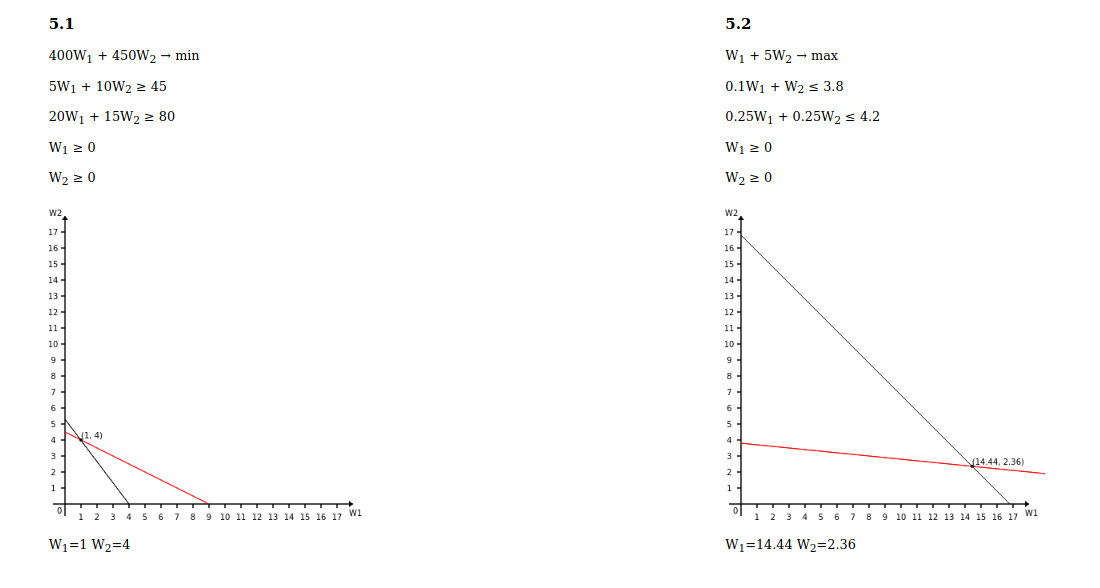 5.1
400W₁ + 450W₂ → min
5W₁ + 10W₂ ≥ 45
20W₁ + 15W₂ ≥ 80
W₁ ≥ 0
W₂ ≥ 0
W2
17
16
15
14
13
12
11
10
9
8
7
6
5
4
3
2
1
(1, 4)
0 1 2 3 4 5 6 7 8 9 10 11 12 13 14 15 16 17 W1
W₁=1 W₂=4
5.2
W₁ + 5W₂ → max
0.1W₁ + W₂ ≤ 3.8
0.25W₁ + 0.25W₂ ≤ 4.2
W₁ ≥ 0
W₂ ≥ 0
W2
17
16
15
14
13
12
11
10
9
8
7
6
5
4
3
2
1
(14.44, 2.36)
0 1 2 3 4 5 6 7 8 9 10 11 12 13 14 15 16 17 W1
W₁=14.44 W₂=2.36